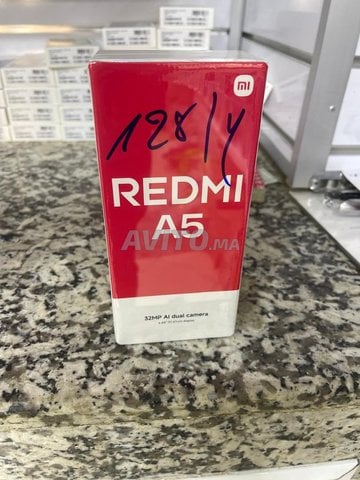 mi
128/4
REDMI
A5
AVITO.MA
32MP AI dual camera